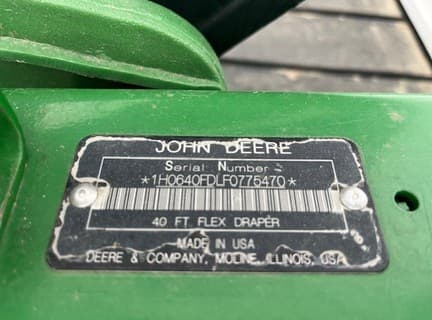 JOHN DEERE
Serial Number
*1H0640FDLF0775470*
40 FT FLEX DRAPER
MADE IN USA
DEERE & COMPANY, MOLINE, ILLINOIS, USA